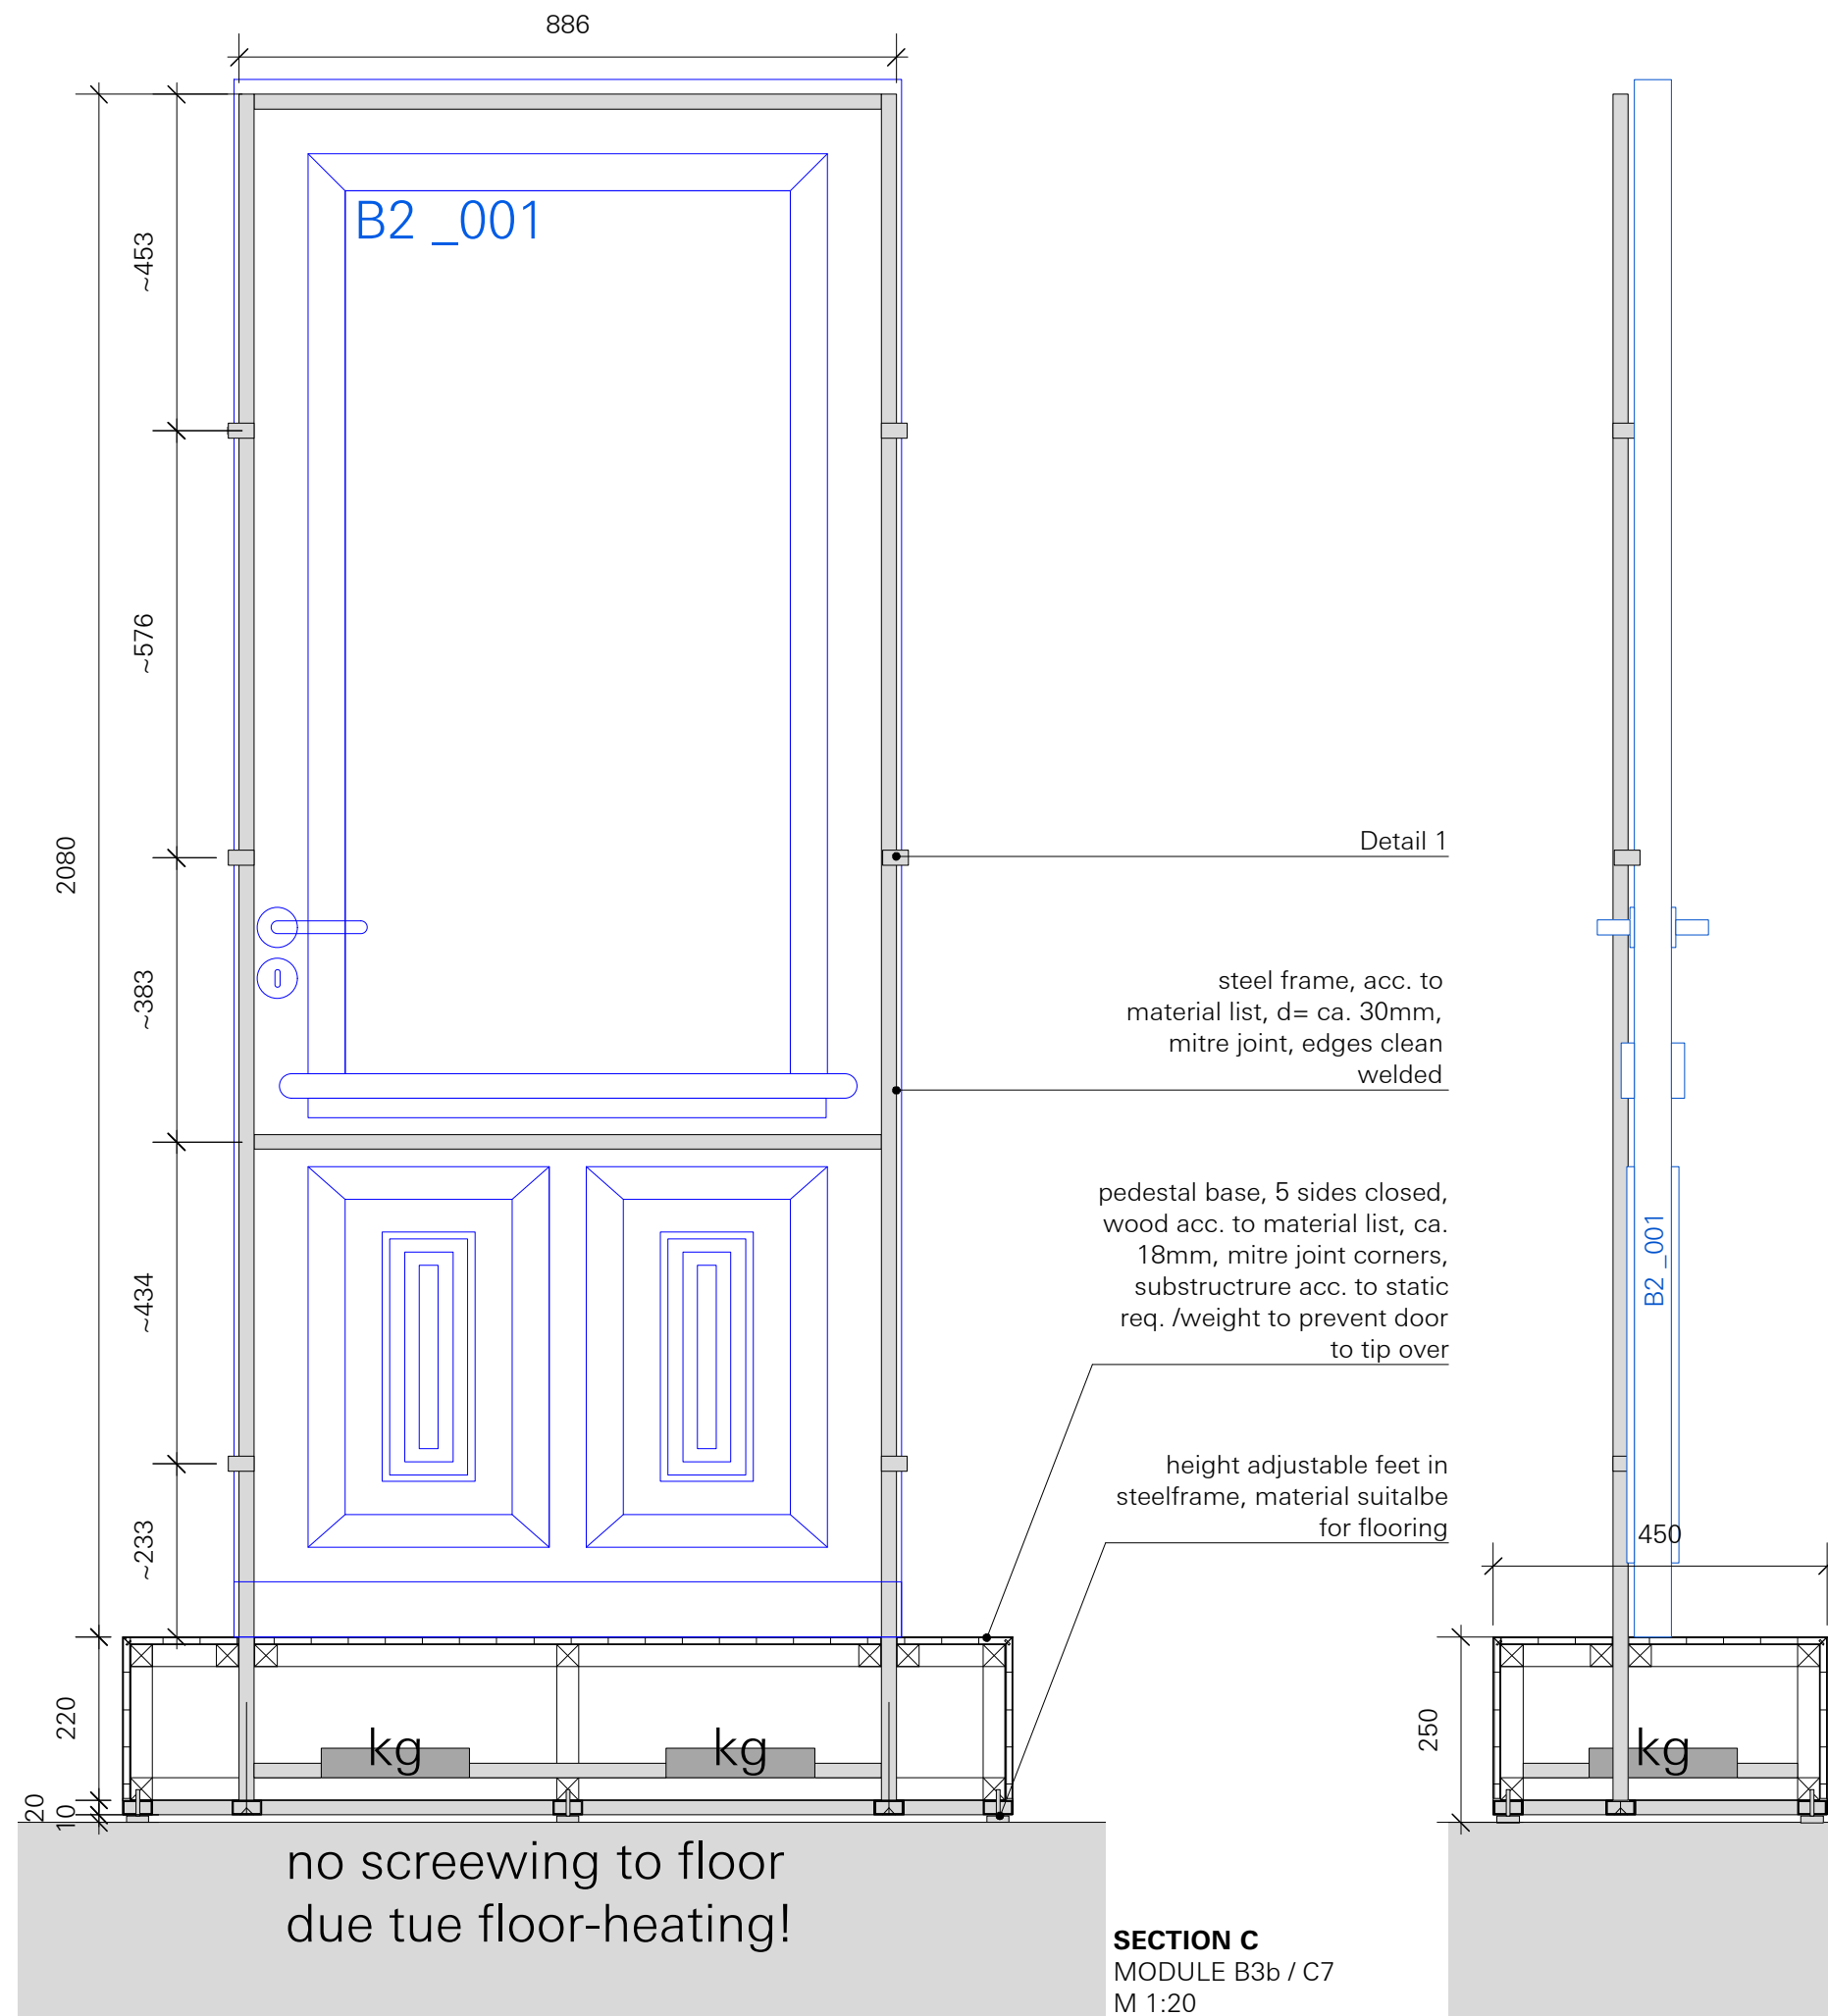 886
B2 _001
~453
~576
2080
~383
~434
~233
220
20
10
Detail 1
steel frame, acc. to
material list, d= ca. 30mm,
mitre joint, edges clean
welded
pedestal base, 5 sides closed,
wood acc. to material list, ca.
18mm, mitre joint corners,
substructrure acc. to static
req. /weight to prevent door
to tip over
height adjustable feet in
steelframe, material suitalbe
for flooring
B2 _001
450
250
kg
kg
kg
no screewing to floor
due tue floor-heating!
SECTION C
MODULE B3b / C7
M 1:20